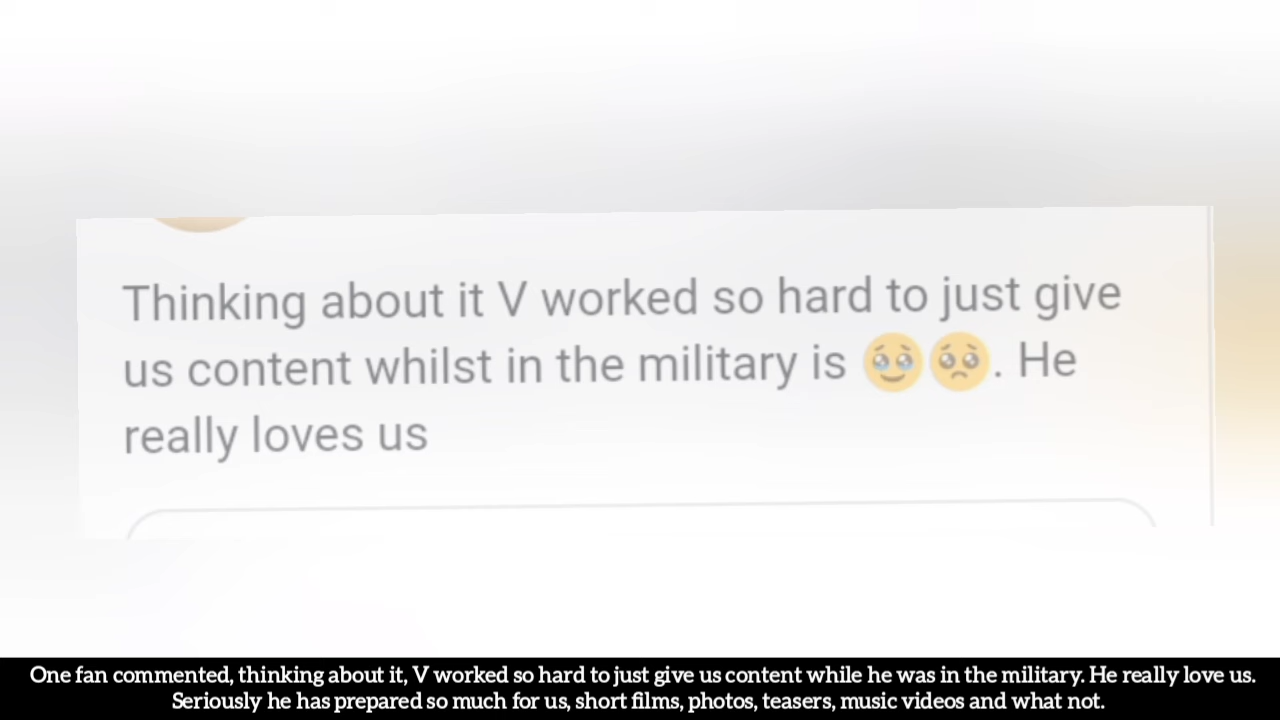 Thinking about it V worked so hard to just give
us content whilst in the military is 🥹🥺. He
really loves us
One fan commented, thinking about it, V worked so hard to just give us content while he was in the military. He really love us.
Seriously he has prepared so much for us, short films, photos, teasers, music videos and what not.